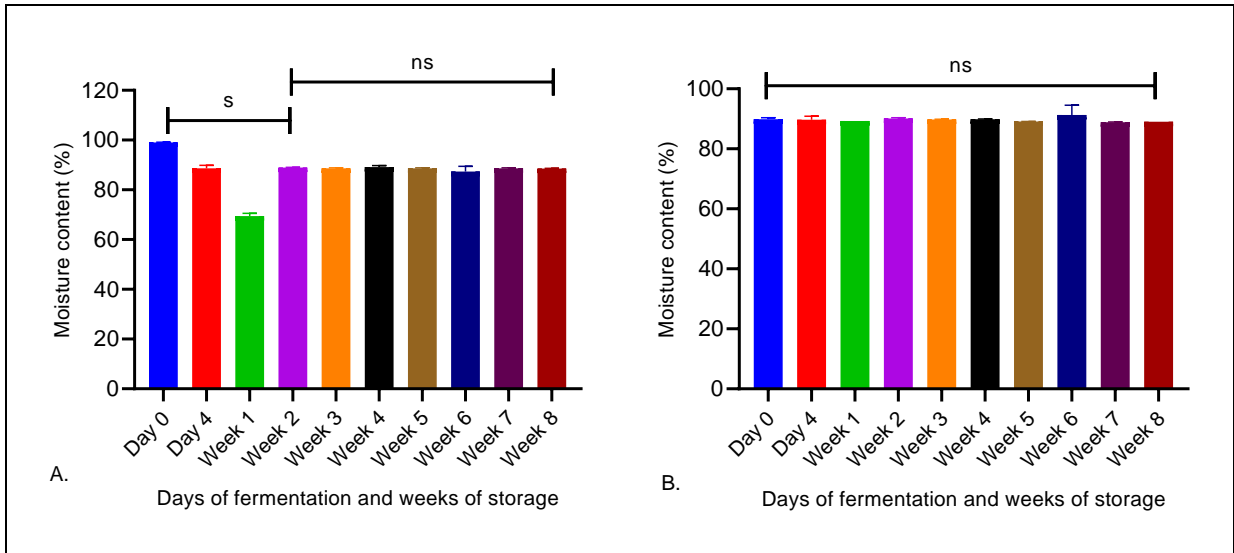 ns
s
120
100
80
60
40
20
0
Moisture content (%)
Day 0
Day 4
Week 1
Week 2
Week 3
Week 4
Week 5
Week 6
Week 7
Week 8
A.
Days of fermentation and weeks of storage
ns
100
80
60
40
20
0
Moisture content (%)
Day 0
Day 4
Week 1
Week 2
Week 3
Week 4
Week 5
Week 6
Week 7
Week 8
B.
Days of fermentation and weeks of storage